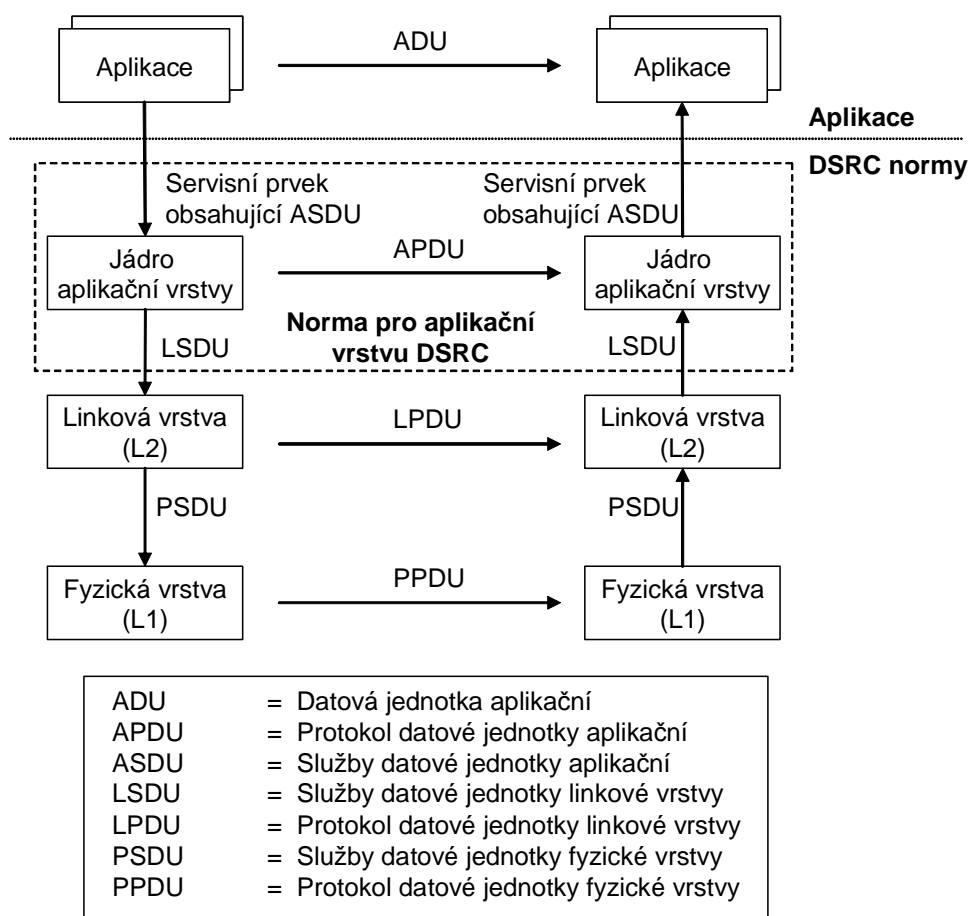 ADU
Aplikace
Aplikace
Aplikace
DSRC normy
Servisní prvek
obsahující ASDU
Servisní prvek
obsahující ASDU
Jádro
aplikační vrstvy
APDU
Jádro
aplikační vrstvy
Norma pro aplikační
vrstvu DSRC
LSDU
LSDU
Linková vrstva
(L2)
LPDU
Linková vrstva
(L2)
PSDU
PSDU
Fyzická vrstva
(L1)
PPDU
Fyzická vrstva
(L1)
ADU = Datová jednotka aplikační
APDU = Protokol datové jednotky aplikační
ASDU = Služby datové jednotky aplikační
LSDU = Služby datové jednotky linkové vrstvy
LPDU = Protokol datové jednotky linkové vrstvy
PSDU = Služby datové jednotky fyzické vrstvy
PPDU = Protokol datové jednotky fyzické vrstvy